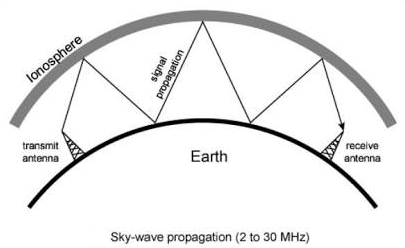 Ionosphere
signal
propagation
transmit
antenna
Earth
receive
antenna
Sky-wave propagation (2 to 30 MHz)